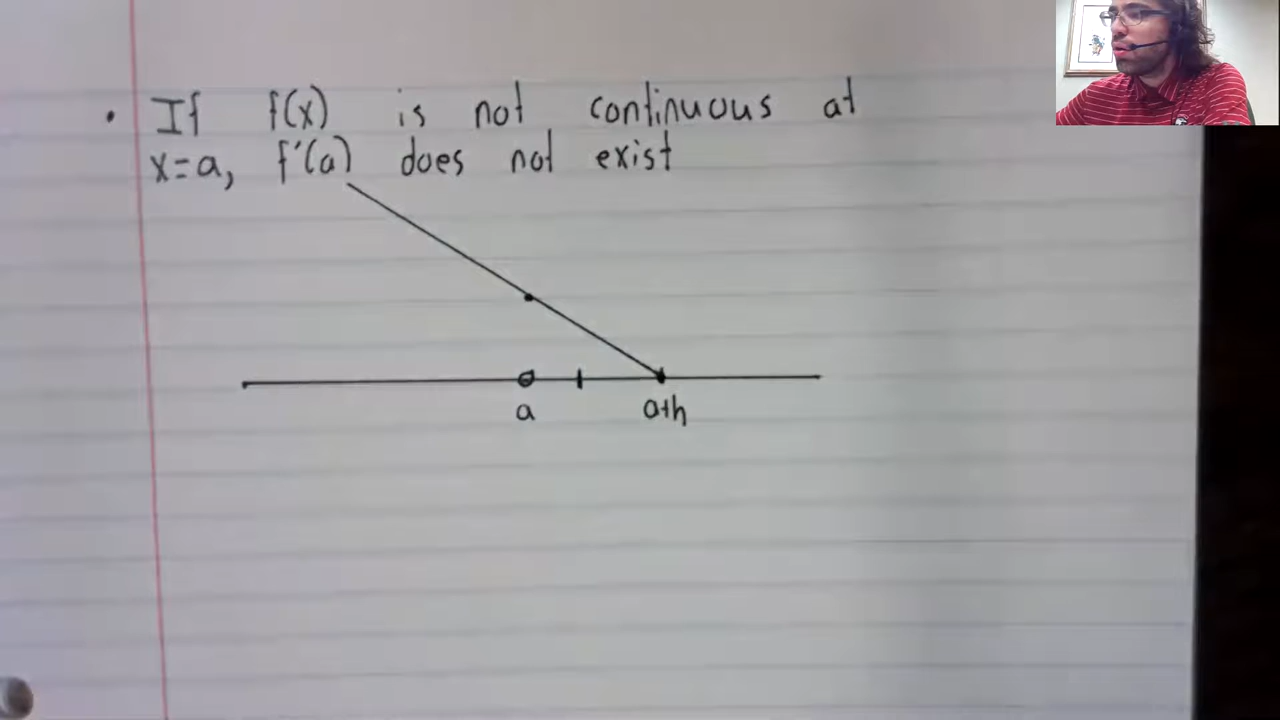 • If f(x) is not continuous at
x=a, f'(a) does not exist
a a+h